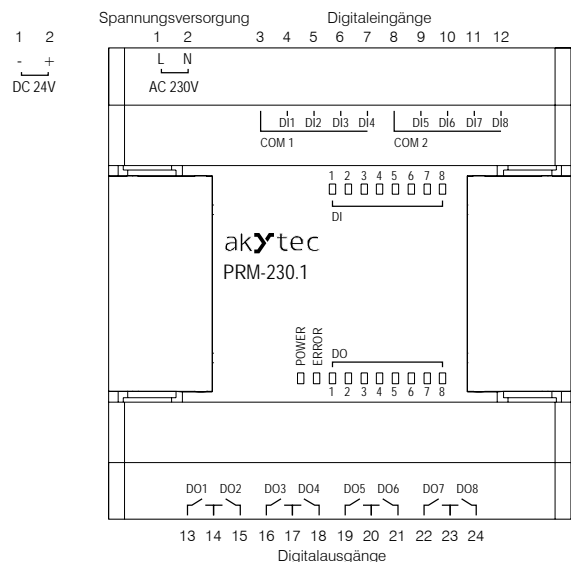 Spannungsversorgung Digitaleingänge
1 2 1 2 3 4 5 6 7 8 9 10 11 12
- + L N
DC 24V AC 230V
DI1 DI2 DI3 DI4 DI5 DI6 DI7 DI8
COM 1 COM 2
1 2 3 4 5 6 7 8
DI
akytec
PRM-230.1
POWER ERROR DO
1 2 3 4 5 6 7 8
DO1 DO2 DO3 DO4 DO5 DO6 DO7 DO8
13 14 15 16 17 18 19 20 21 22 23 24
Digitalausgänge